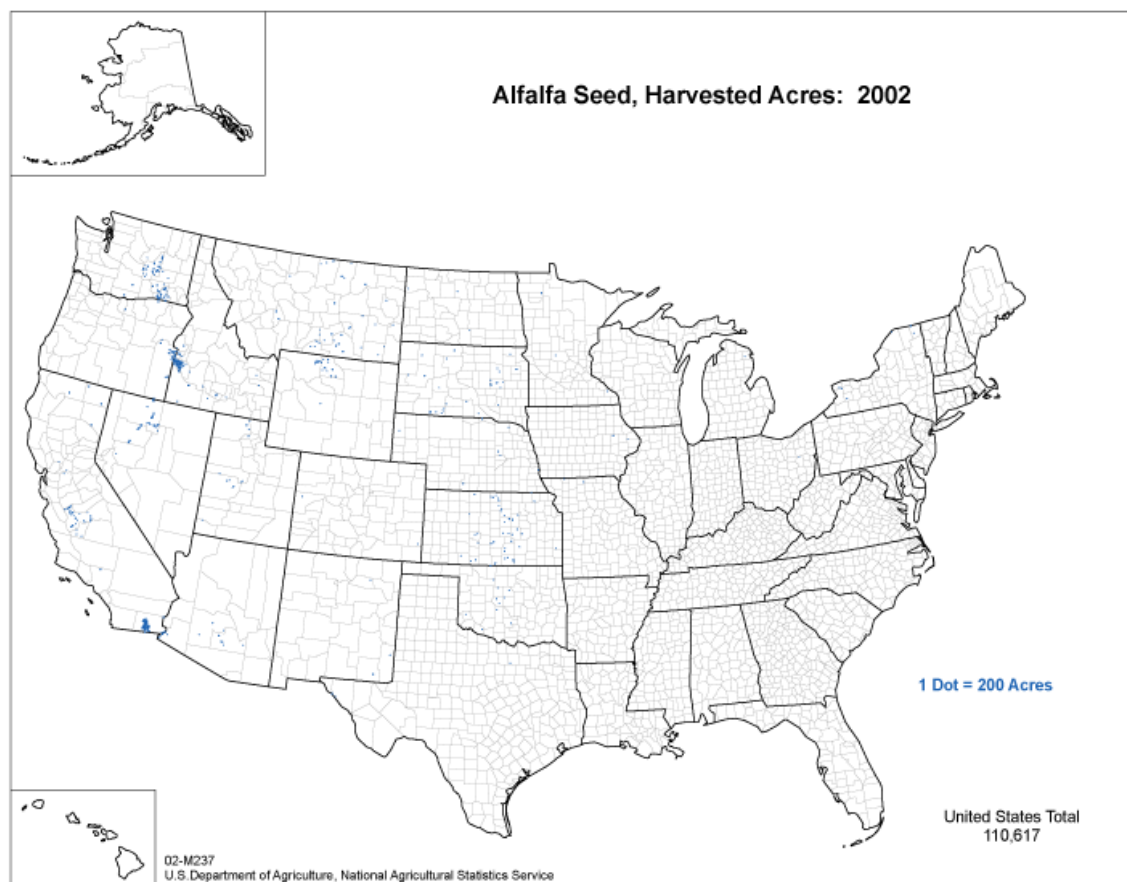 Alfalfa Seed, Harvested Acres: 2002
1 Dot = 200 Acres
United States Total
110,617
02-M237
U.S.Department of Agriculture, National Agricultural Statistics Service